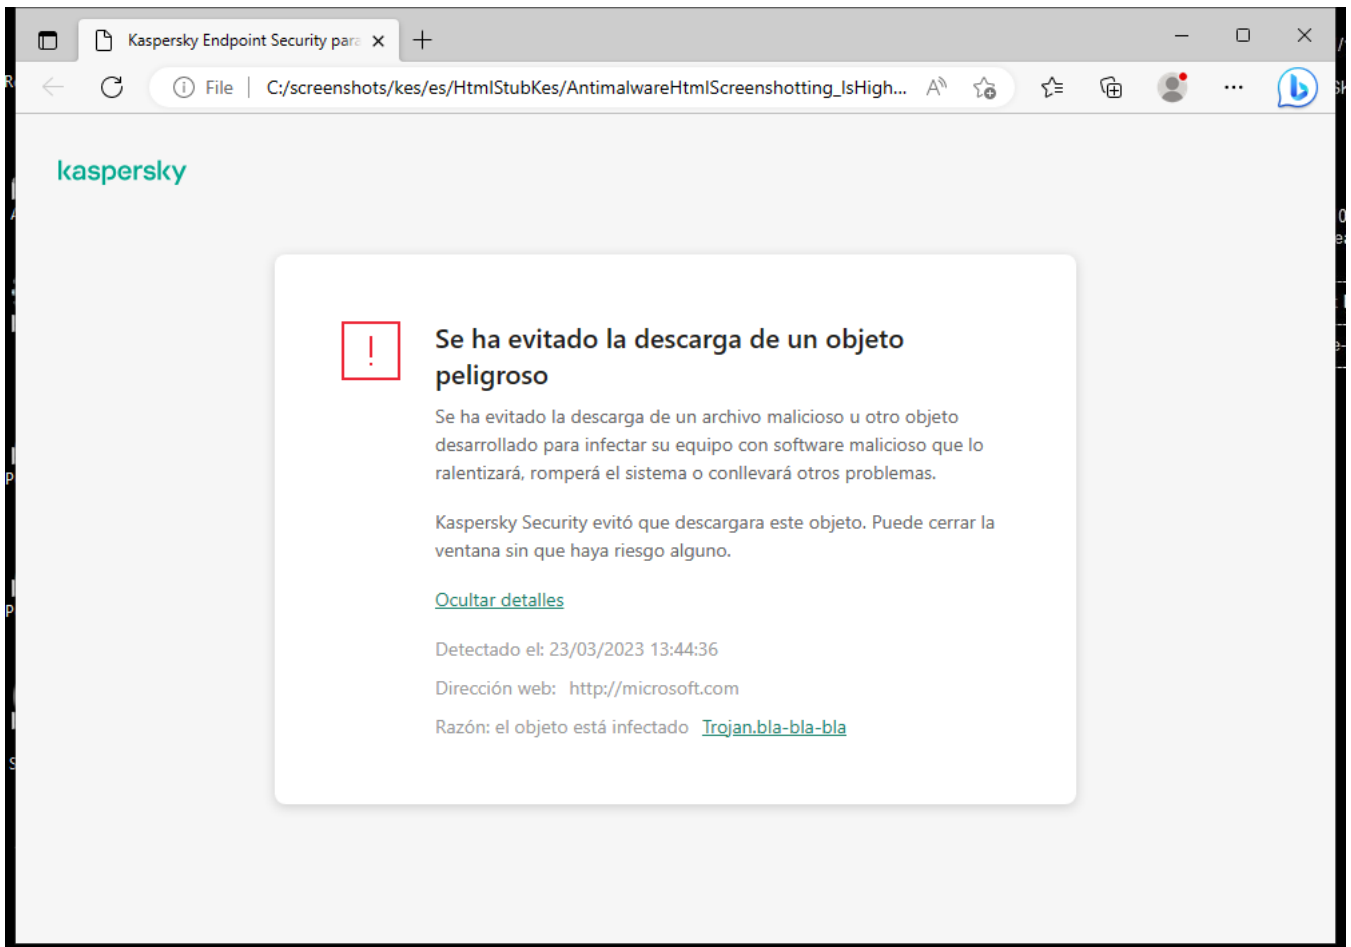 Kaspersky Endpoint Security para
File
C:/screenshots/kes/es/HtmlStubKes/AntimalwareHtmlScreenshotting_IsHigh...
kaspersky
!
Se ha evitado la descarga de un objeto
peligroso
Se ha evitado la descarga de un archivo malicioso u otro objeto
desarrollado para infectar su equipo con software malicioso que lo
ralentizará, romperá el sistema o conllevará otros problemas.
Kaspersky Security evitó que descargara este objeto. Puede cerrar la
ventana sin que haya riesgo alguno.
Ocultar detalles
Detectado el: 23/03/2023 13:44:36
Dirección web: http://microsoft.com
Razón: el objeto está infectado Trojan.bla-bla-bla